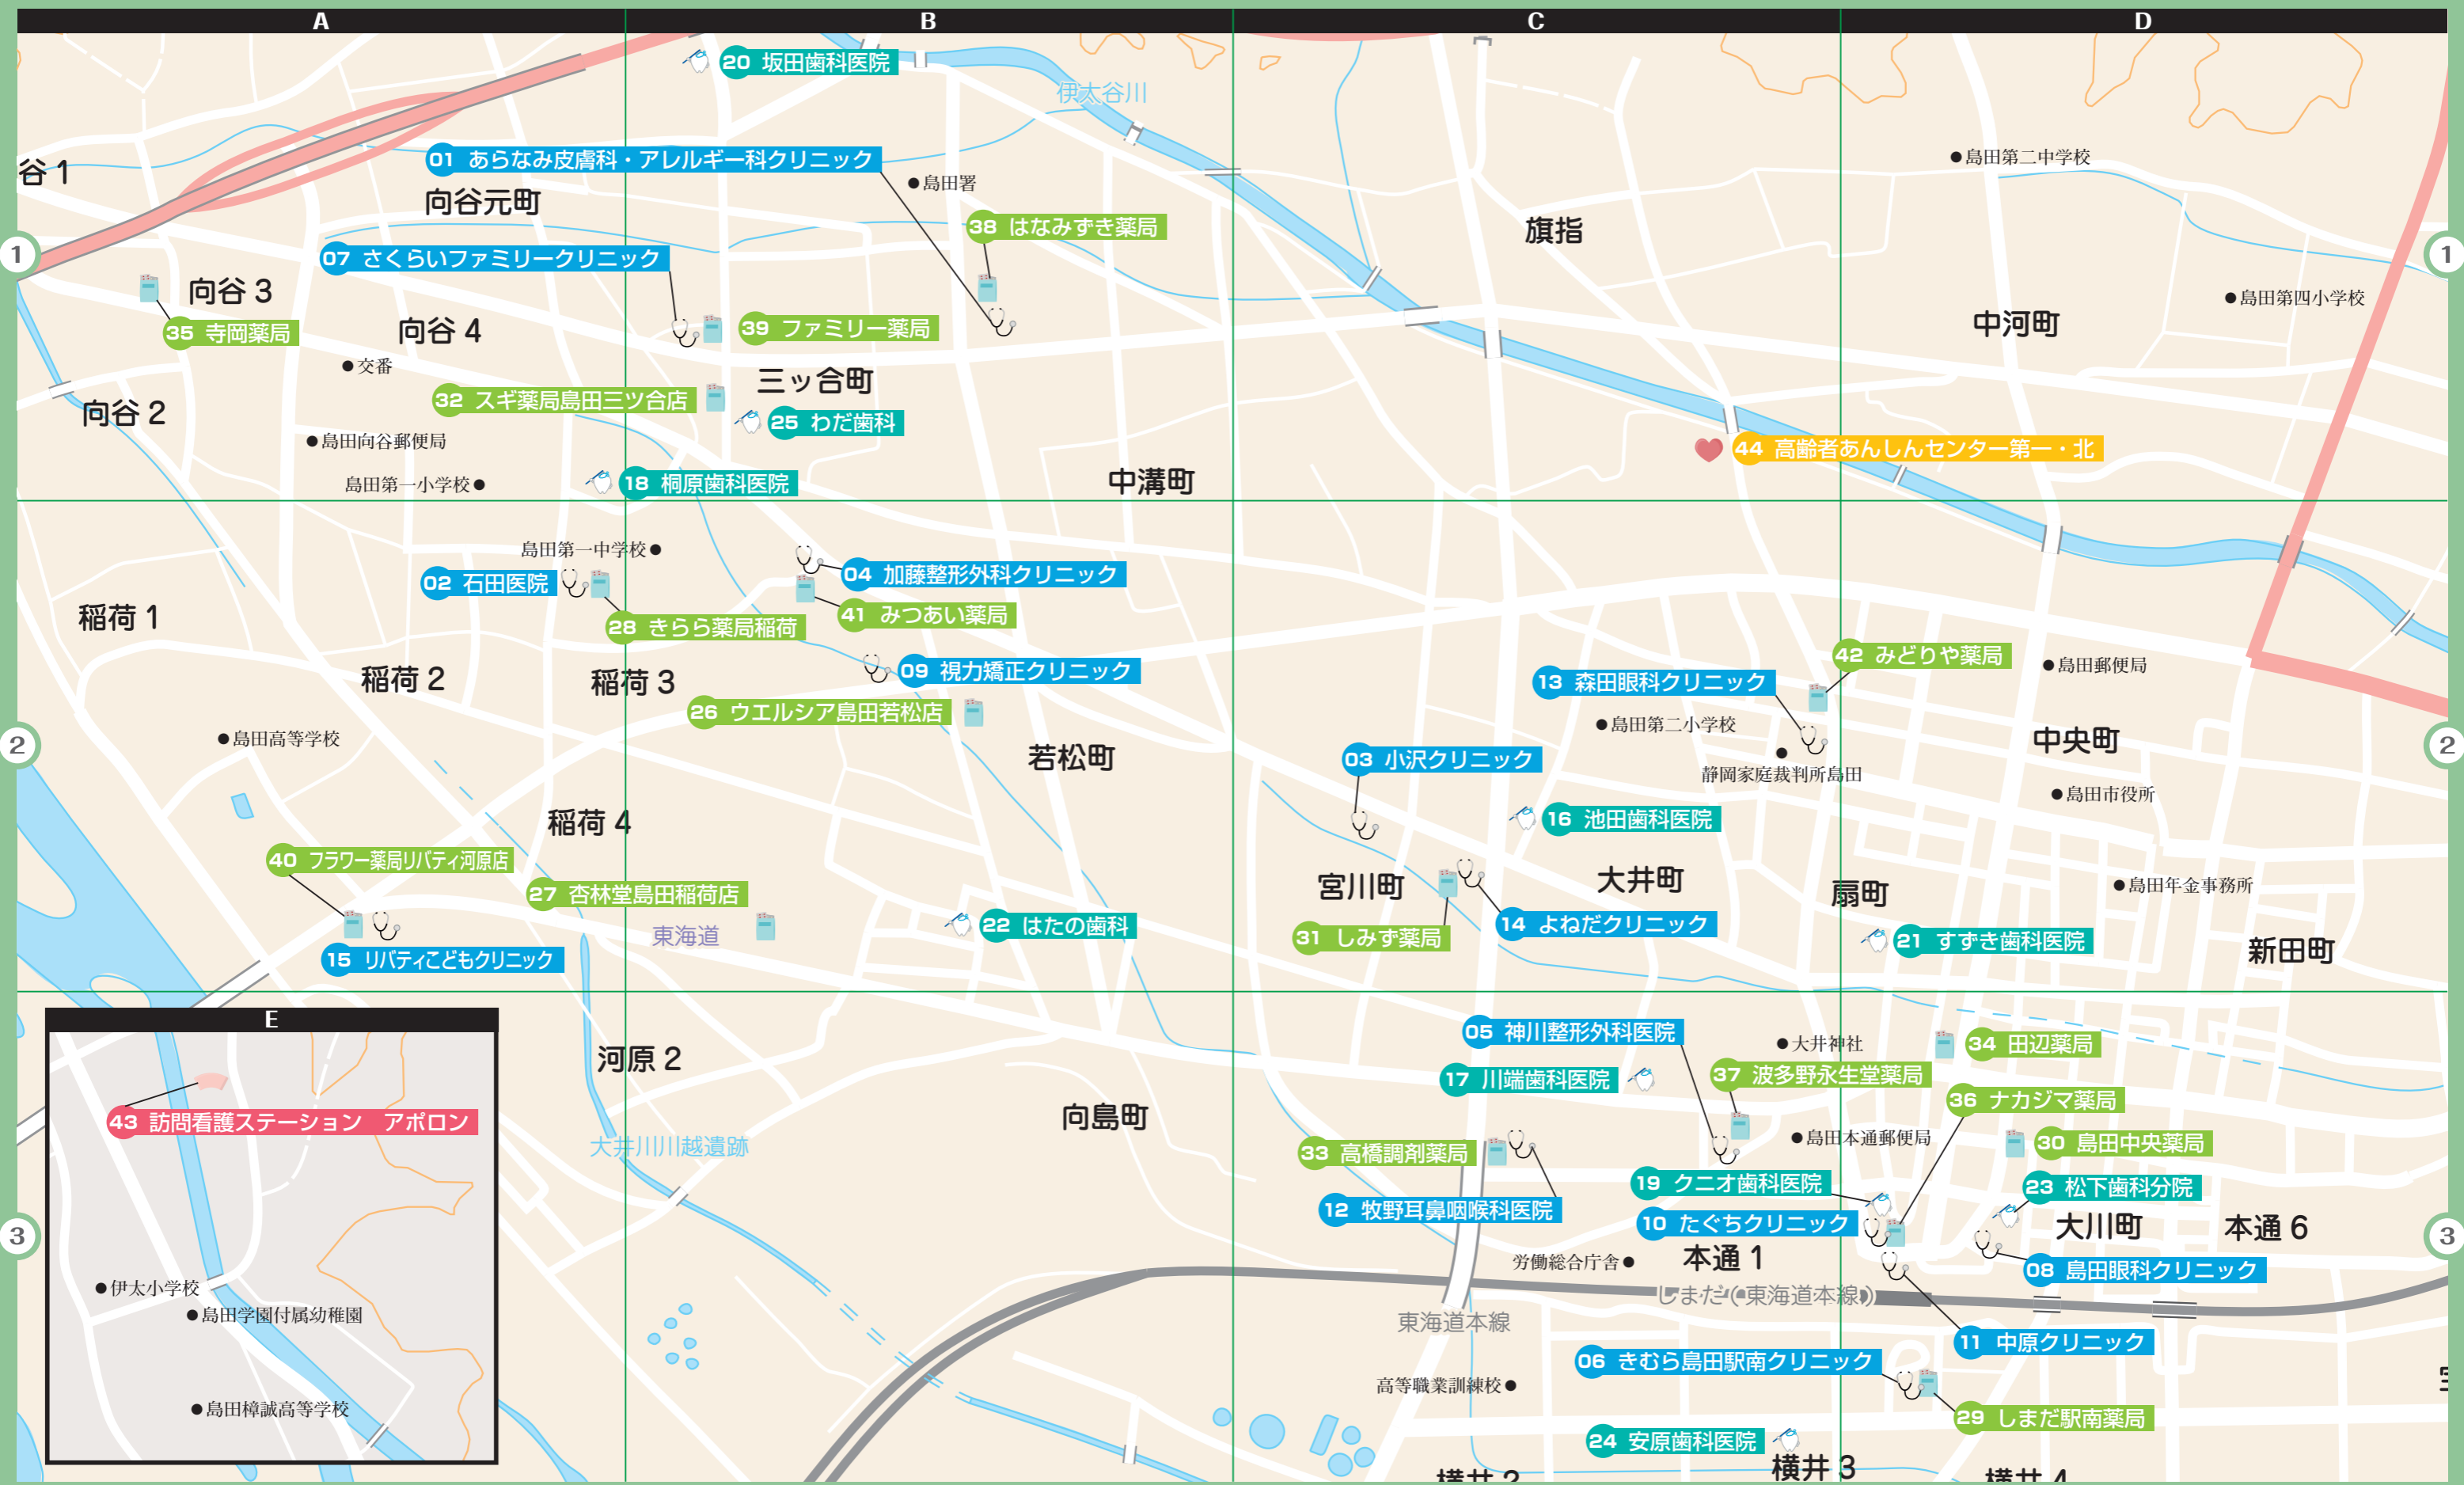 A
B
C
D
20 坂田歯科医院
伊太谷川
01 あらなみ皮膚科・アレルギー科クリニック
島田第二中学校
谷 1
島田署
向谷元町
38 はなみずき薬局
旗指
1
07 さくらいファミリークリニック
1
向谷 3
島田第四小学校
35 寺岡薬局
向谷 4
39 ファミリー薬局
中河町
交番
三ッ合町
32 スギ薬局島田三ツ合店
向谷 2
25 わだ歯科
島田向谷郵便局
44 高齢者あんしんセンター第一・北
島田第一小学校
18 桐原歯科医院
中溝町
島田第一中学校
02 石田医院
04 加藤整形外科クリニック
稲荷 1
41 みつあい薬局
28 きらら薬局稲荷
42 みどりや薬局
島田郵便局
稲荷 2
稲荷 3
09 視力矯正クリニック
13 森田眼科クリニック
26 ウエルシア島田若松店
島田第二小学校
島田高等学校
中央町
2
2
若松町
03 小沢クリニック
静岡家庭裁判所島田
島田市役所
稲荷 4
16 池田歯科医院
40 フラワー薬局リバティ河原店
宮川町
大井町
扇町
島田年金事務所
27 杏林堂島田稲荷店
東海道
22 はたの歯科
31 しみず薬局
14 よねだクリニック
21 すずき歯科医院
新田町
15 リバティこどもクリニック
E
05 神川整形外科医院
大井神社
34 田辺薬局
河原 2
17 川端歯科医院
37 波多野永生堂薬局
36 ナカジマ薬局
43 訪問看護ステーション　アポロン
向島町
大井川川越遺跡
島田本通郵便局
30 島田中央薬局
33 高橋調剤薬局
19 クニオ歯科医院
23 松下歯科分院
12 牧野耳鼻咽喉科医院
10 たぐちクリニック
大川町
本通 6
3
3
労働総合庁舎
本通 1
08 島田眼科クリニック
伊太小学校
しまだ(東海道本線)
島田学園付属幼稚園
東海道本線
11 中原クリニック
06 きむら島田駅南クリニック
高等職業訓練校
島田樟誠高等学校
29 しまだ駅南薬局
24 安原歯科医院
横井 3
横井 2
横井 4